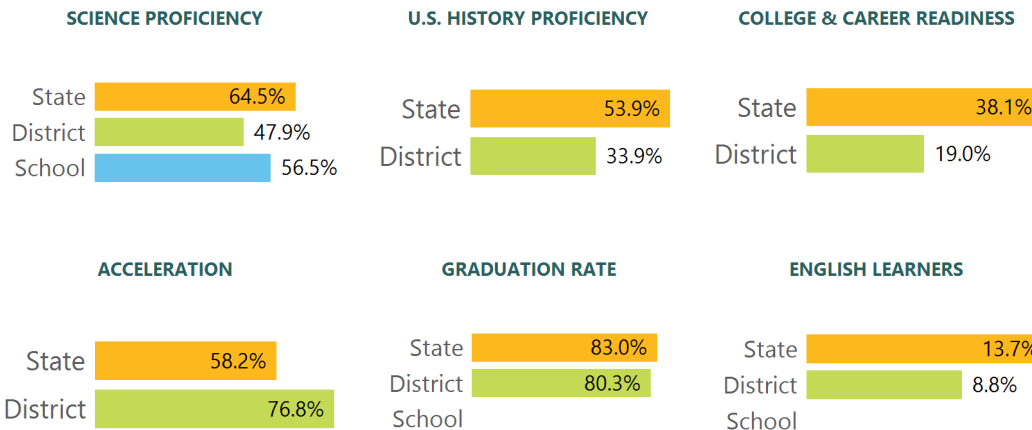 SCIENCE PROFICIENCY
State 64.5%
District 47.9%
School 56.5%
U.S. HISTORY PROFICIENCY
State 53.9%
District 33.9%
COLLEGE & CAREER READINESS
State 38.1%
District 19.0%
ACCELERATION
State 58.2%
District 76.8%
GRADUATION RATE
State 83.0%
District 80.3%
School
ENGLISH LEARNERS
State 13.7%
District 8.8%
School